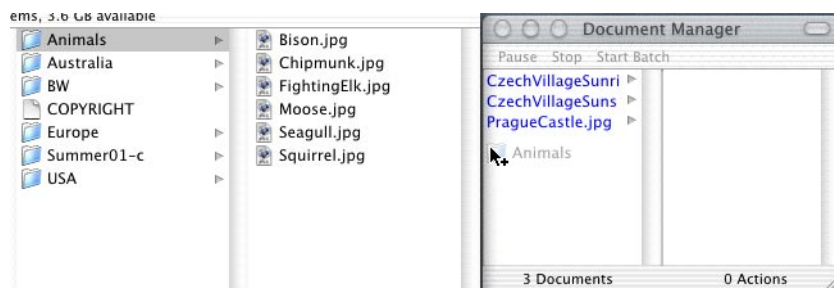 ems, 3.6 GB available
Animals
Australia
BW
COPYRIGHT
Europe
Summer01-c
USA
Bison.jpg
Chipmunk.jpg
FightingElk.jpg
Moose.jpg
Seagull.jpg
Squirrel.jpg
Document Manager
Pause Stop Start Batch
CzechVillageSunri
CzechVillageSuns
PragueCastle.jpg
Animals
3 Documents
0 Actions